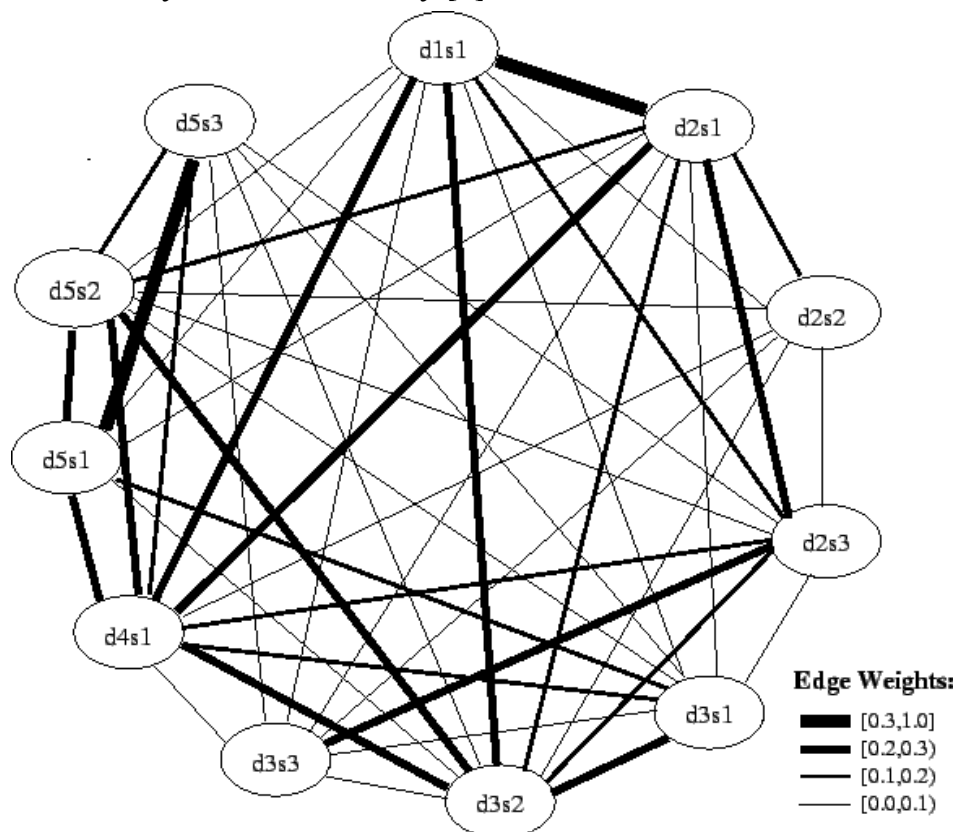 d1s1
d5s3
d2s1
d5s2
d2s2
d5s1
d2s3
d4s1
d3s1
d3s3
d3s2
Edge Weights:
[0.3,1.0]
[0.2,0.3)
[0.1,0.2)
[0.0,0.1)